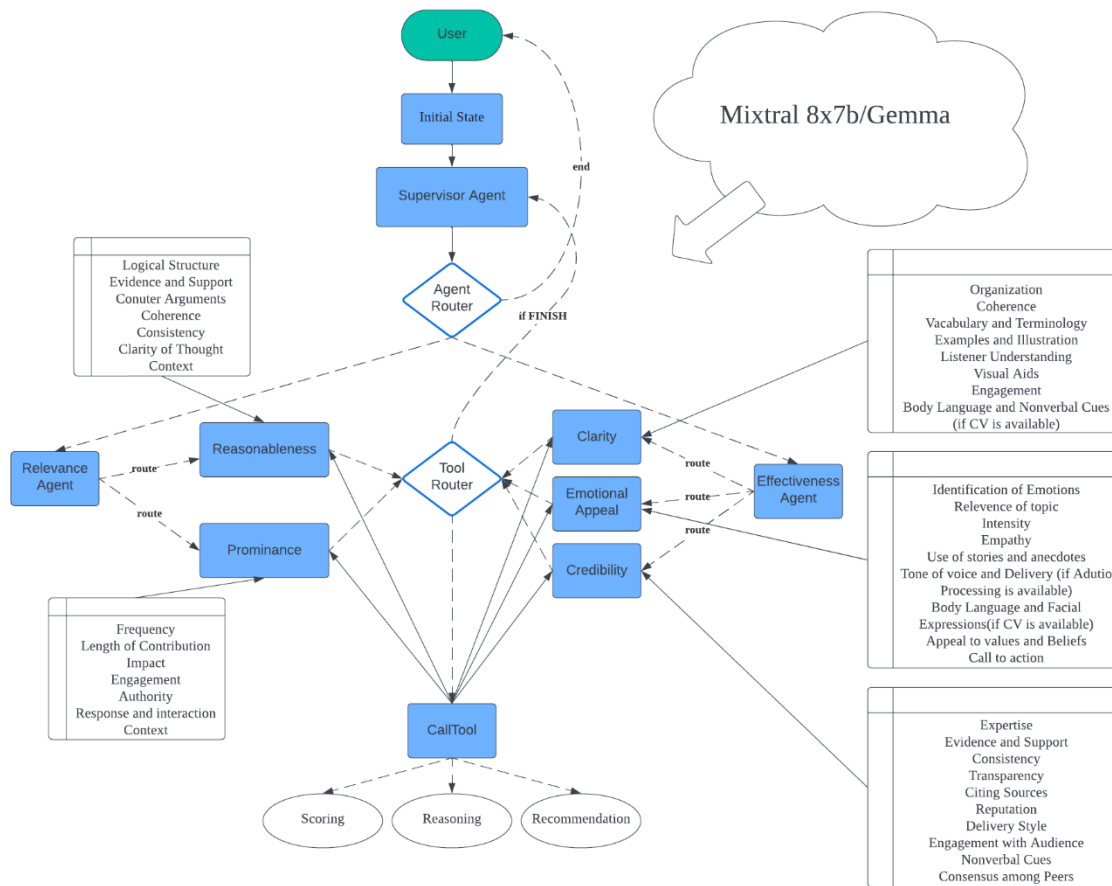 User
Initial State
Mixtral 8x7b/Gemma
end
Supervisor Agent
Agent
Router
if FINISH
Logical Structure
Evidence and Support
Conuter Arguments
Coherence
Consistency
Clarity of Thought
Context
Organization
Coherence
Vacabulary and Terminology
Examples and Illustration
Listener Understanding
Visual Aids
Engagement
Body Language and Nonverbal Cues
(if CV is available)
Relevance
Agent
route
route
Reasonableness
Prominance
Tool
Router
Clarity
Emotional
Appeal
Credibility
route
route
route
Effectiveness
Agent
Identification of Emotions
Relevence of topic
Intensity
Empathy
Use of stories and anecdotes
Tone of voice and Delivery (if Adutio
Processing is available)
Body Language and Facial
Expressions(if CV is available)
Appeal to values and Beliefs
Call to action
Frequency
Length of Contribution
Impact
Engagement
Authority
Response and interaction
Context
CallTool
Scoring
Reasoning
Recommendation
Expertise
Evidence and Support
Consistency
Transparency
Citing Sources
Reputation
Delivery Style
Engagement with Audience
Nonverbal Cues
Consensus among Peers